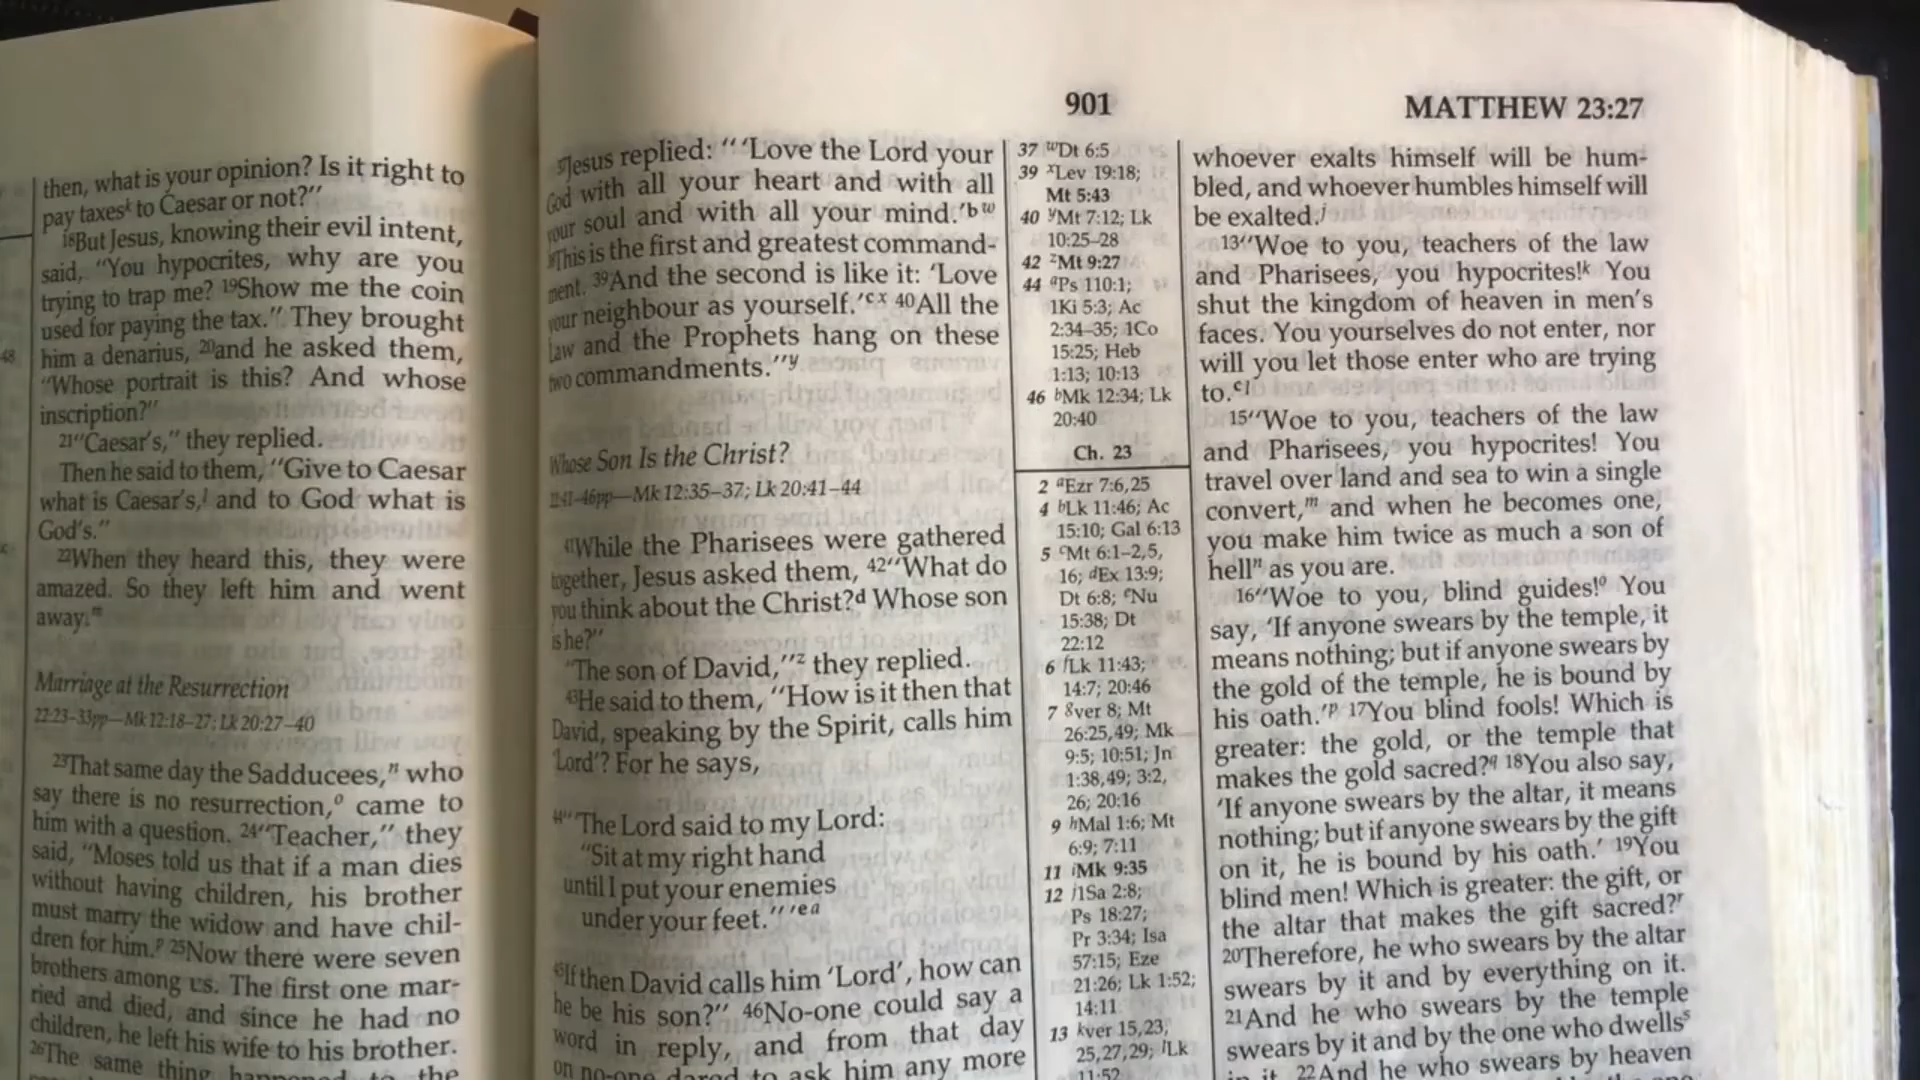 then, what is your opinion? Is it right to
pay taxesᵏ to Caesar or not?"
¹⁸But Jesus, knowing their evil intent,
said, "You hypocrites, why are you
trying to trap me? ¹⁹Show me the coin
used for paying the tax." They brought
him a denarius, ²⁰and he asked them,
"Whose portrait is this? And whose
inscription?"
²¹"Caesar's," they replied.
Then he said to them, "Give to Caesar
what is Caesar's,ˡ and to God what is
God's."
²²When they heard this, they were
amazed. So they left him and went
away.ᵐ
Marriage at the Resurrection
22:23–33pp—Mk 12:18–27; Lk 20:27–40
²³That same day the Sadducees,ⁿ who
say there is no resurrection,ᵒ came to
him with a question. ²⁴"Teacher," they
said, "Moses told us that if a man dies
without having children, his brother
must marry the widow and have chil-
dren for him.ᵖ ²⁵Now there were seven
brothers among us. The first one mar-
ried and died, and since he had no
children, he left his wife to his brother.
²⁶The same thing happened to the
901
MATTHEW 23:27
³⁷Jesus replied: "'Love the Lord your
God with all your heart and with all
your soul and with all your mind.'ᵇ ʷ
³⁸This is the first and greatest command-
ment. ³⁹And the second is like it: 'Love
your neighbour as yourself.'ᶜ ˣ ⁴⁰All the
Law and the Prophets hang on these
two commandments."ʸ
Whose Son Is the Christ?
22:41–46pp—Mk 12:35–37; Lk 20:41–44
⁴¹While the Pharisees were gathered
together, Jesus asked them, ⁴²"What do
you think about the Christ?ᵈ Whose son
is he?"
"The son of David,"ᶻ they replied.
⁴³He said to them, "How is it then that
David, speaking by the Spirit, calls him
'Lord'? For he says,
⁴⁴"'The Lord said to my Lord:
"Sit at my right hand
until I put your enemies
under your feet."'ᵉ ᵃ
⁴⁵If then David calls him 'Lord', how can
he be his son?" ⁴⁶No-one could say a
word in reply, and from that day
on no-one dared to ask him any more
37 ʷDt 6:5
39 ˣLev 19:18;
Mt 5:43
40 ʸMt 7:12; Lk
10:25–28
42 ᶻMt 9:27
44 ᵃPs 110:1;
1Ki 5:3; Ac
2:34–35; 1Co
15:25; Heb
1:13; 10:13
46 ᵇMk 12:34; Lk
20:40
Ch. 23
2 ᵃEzr 7:6,25
4 ᵇLk 11:46; Ac
15:10; Gal 6:13
5 ᶜMt 6:1–2,5,
16; ᵈEx 13:9;
Dt 6:8; ᵉNu
15:38; Dt
22:12
6 ᶠLk 11:43;
14:7; 20:46
7 ᵍver 8; Mt
26:25,49; Mk
9:5; 10:51; Jn
1:38,49; 3:2,
26; 20:16
9 ʰMal 1:6; Mt
6:9; 7:11
11 ⁱMk 9:35
12 ʲ1Sa 2:8;
Ps 18:27;
Pr 3:34; Isa
57:15; Eze
21:26; Lk 1:52;
14:11
13 ᵏver 15,23,
25,27,29; ˡLk
11:52
whoever exalts himself will be hum-
bled, and whoever humbles himself will
be exalted.ʲ
¹³"Woe to you, teachers of the law
and Pharisees, you hypocrites!ᵏ You
shut the kingdom of heaven in men's
faces. You yourselves do not enter, nor
will you let those enter who are trying
to.ᶜ ˡ
¹⁵"Woe to you, teachers of the law
and Pharisees, you hypocrites! You
travel over land and sea to win a single
convert,ᵐ and when he becomes one,
you make him twice as much a son of
hellⁿ as you are.
¹⁶"Woe to you, blind guides!ᵒ You
say, 'If anyone swears by the temple, it
means nothing; but if anyone swears by
the gold of the temple, he is bound by
his oath.'ᵖ ¹⁷You blind fools! Which is
greater: the gold, or the temple that
makes the gold sacred?ᑫ ¹⁸You also say,
'If anyone swears by the altar, it means
nothing; but if anyone swears by the gift
on it, he is bound by his oath.' ¹⁹You
blind men! Which is greater: the gift, or
the altar that makes the gift sacred?ʳ
²⁰Therefore, he who swears by the altar
swears by it and by everything on it.
²¹And he who swears by the temple
swears by it and by the one who dwellsˢ
in it. ²²And he who swears by heaven